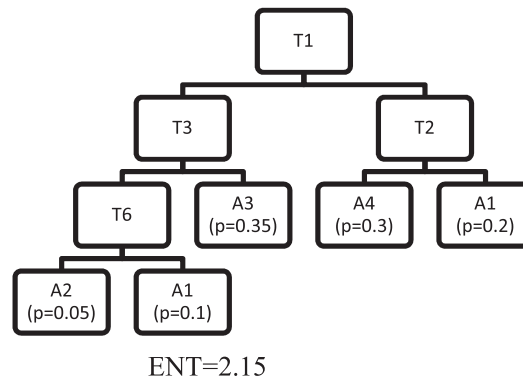 T1
T3
T2
T6
A3
(p=0.35)
A4
(p=0.3)
A1
(p=0.2)
A2
(p=0.05)
A1
(p=0.1)
ENT=2.15